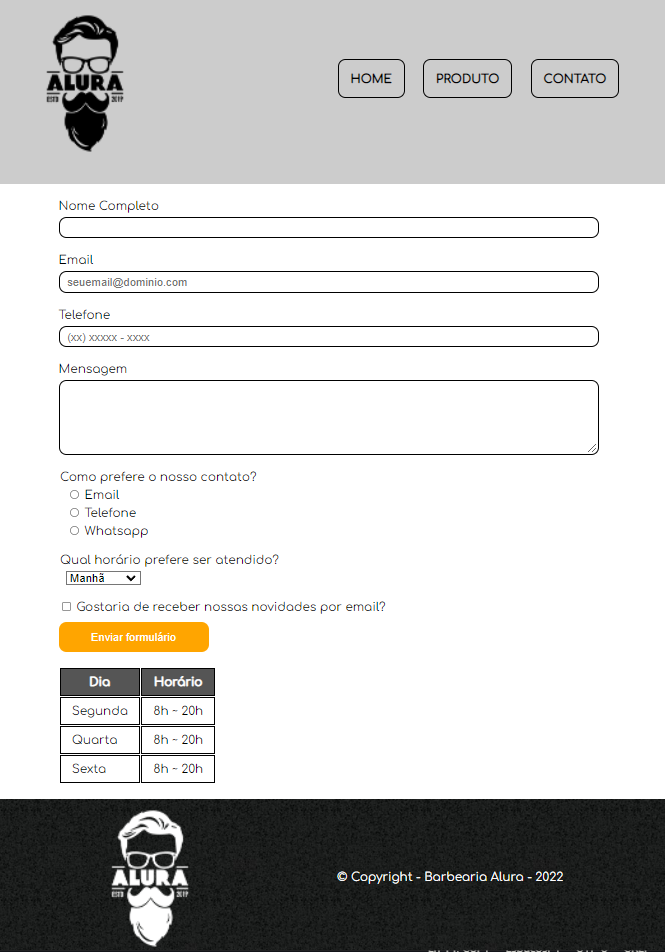 ALURA
ESTD 2019
HOME PRODUTO CONTATO
Nome Completo
Email
seuemail@dominio.com
Telefone
(xx) xxxxx - xxxx
Mensagem
Como prefere o nosso contato?
Email
Telefone
Whatsapp
Qual horário prefere ser atendido?
Manhã
Gostaria de receber nossas novidades por email?
Enviar formulário
Dia Horário
Segunda 8h ~ 20h
Quarta 8h ~ 20h
Sexta 8h ~ 20h
ALURA
ESTD 2019
© Copyright - Barbearia Alura - 2022